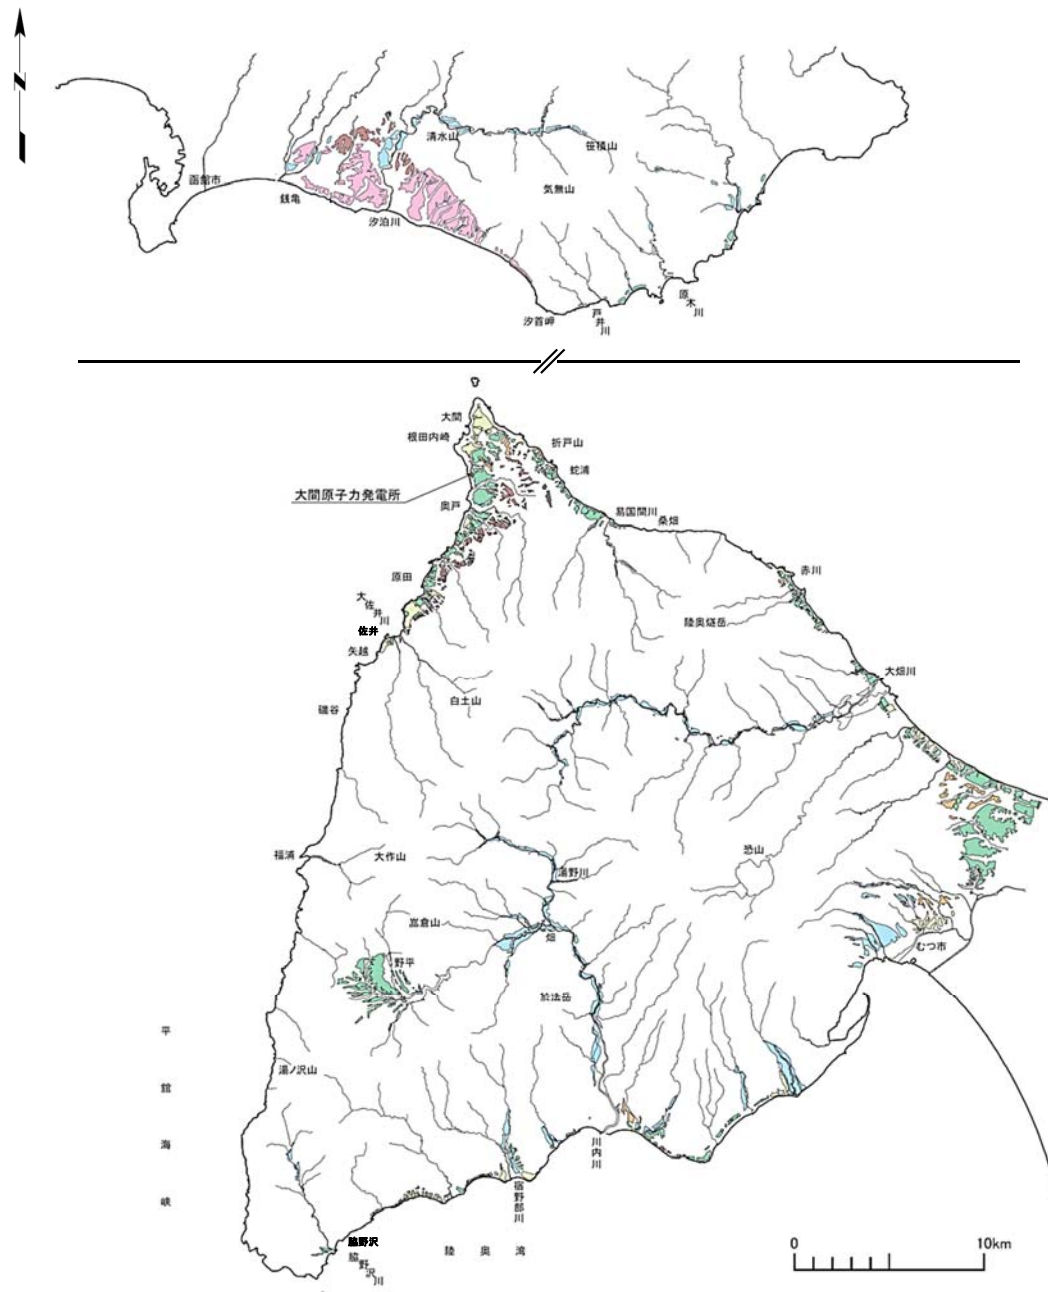 N
清水山
笹積山
函館市
気無山
銭亀
汐泊川
原木川
汐首岬
戸井川
大間
根田内崎
折戸山
蛇浦
大間原子力発電所
奥戸
易国間川
桑畑
原田
赤川
大佐井川
佐井
陸奥燧岳
矢越
大畑川
白土山
磯谷
福浦
大作山
恐山
湯野川
高倉山
畑
むつ市
野平
於法岳
平舘海峡
湯ノ沢山
川内川
宿野部川
脇野沢
脇野沢川
陸奥湾
0 10km